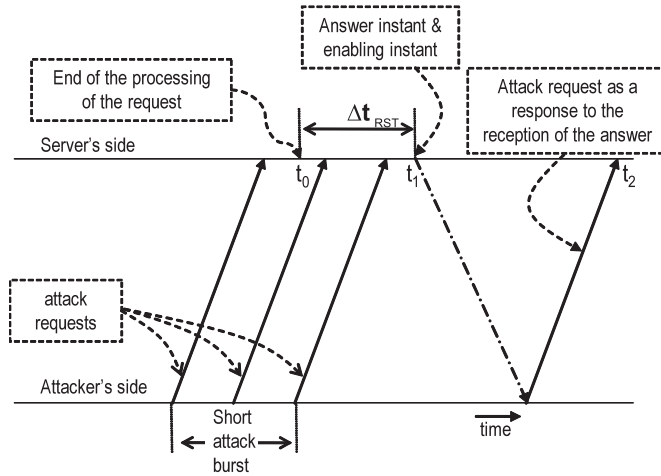 Answer instant &
enabling instant
End of the processing
of the request
Attack request as a
response to the
reception of the answer
Δt RST
Server's side
t0
t1
t2
attack
requests
Attacker's side
Short
attack
burst
time